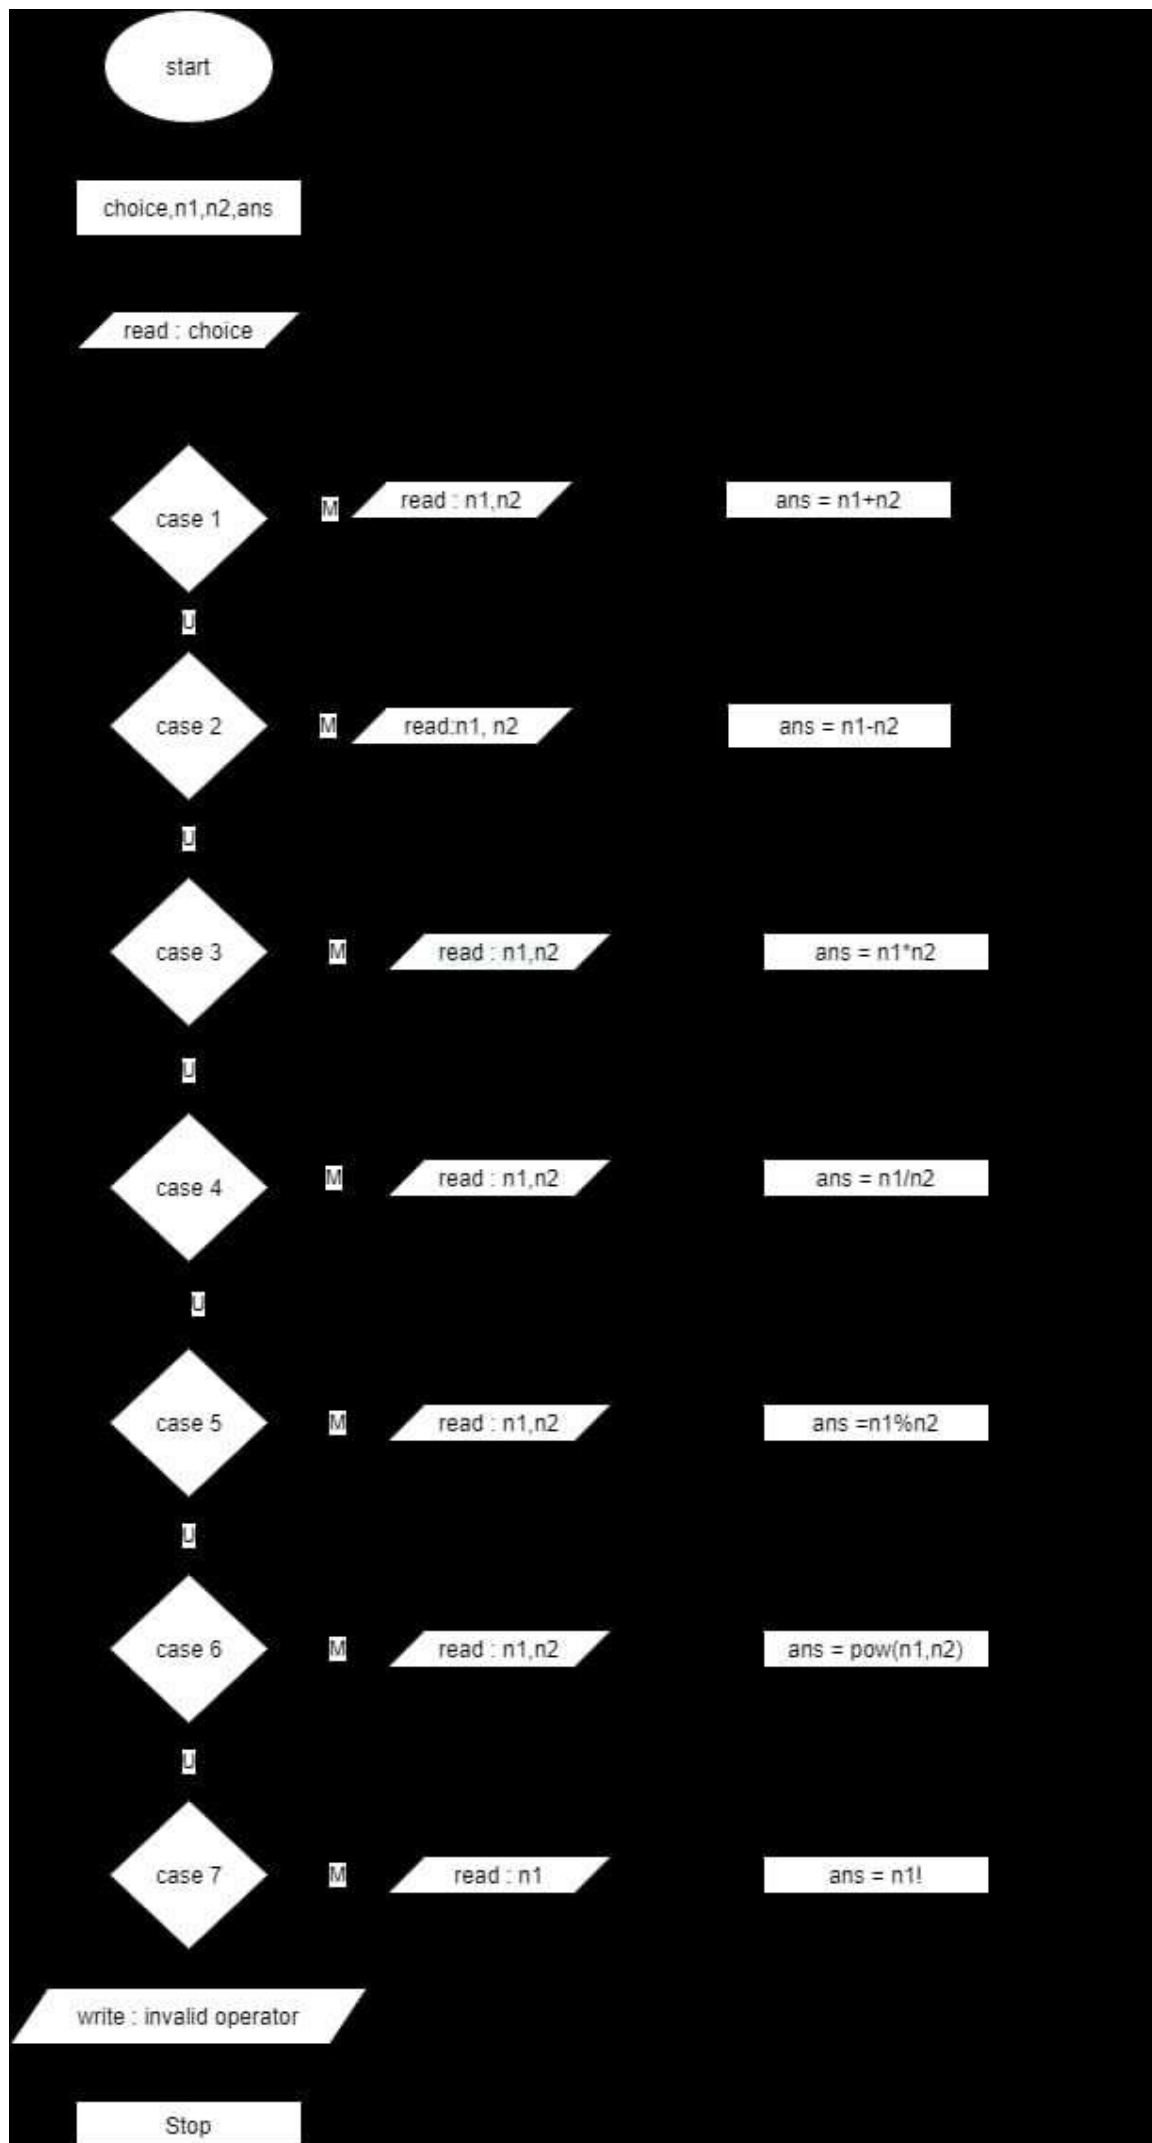 start
choice,n1,n2,ans
read : choice
case 1
M
read : n1,n2
ans = n1+n2
U
case 2
M
read:n1, n2
ans = n1-n2
U
case 3
M
read : n1,n2
ans = n1*n2
U
case 4
M
read : n1,n2
ans = n1/n2
U
case 5
M
read : n1,n2
ans =n1%n2
U
case 6
M
read : n1,n2
ans = pow(n1,n2)
U
case 7
M
read : n1
ans = n1!
write : invalid operator
Stop